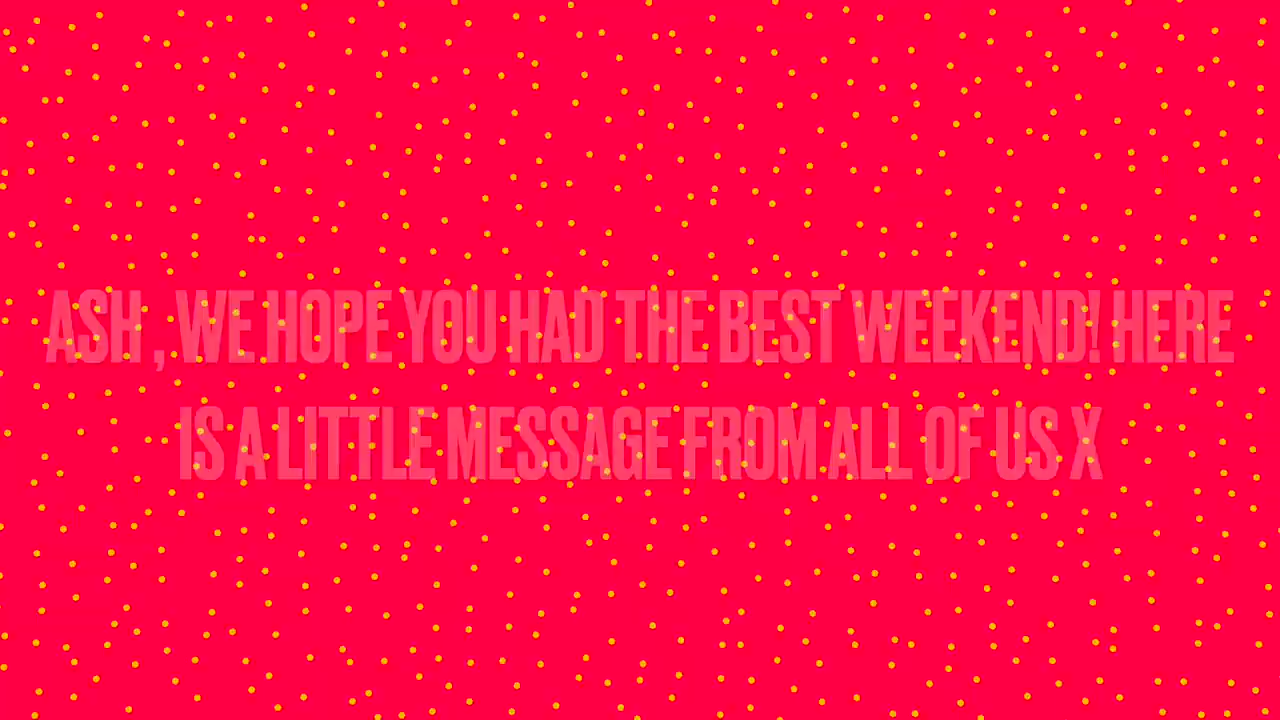 ASH , WE HOPE YOU HAD THE BEST WEEKEND! HERE
IS A LITTLE MESSAGE FROM ALL OF US X